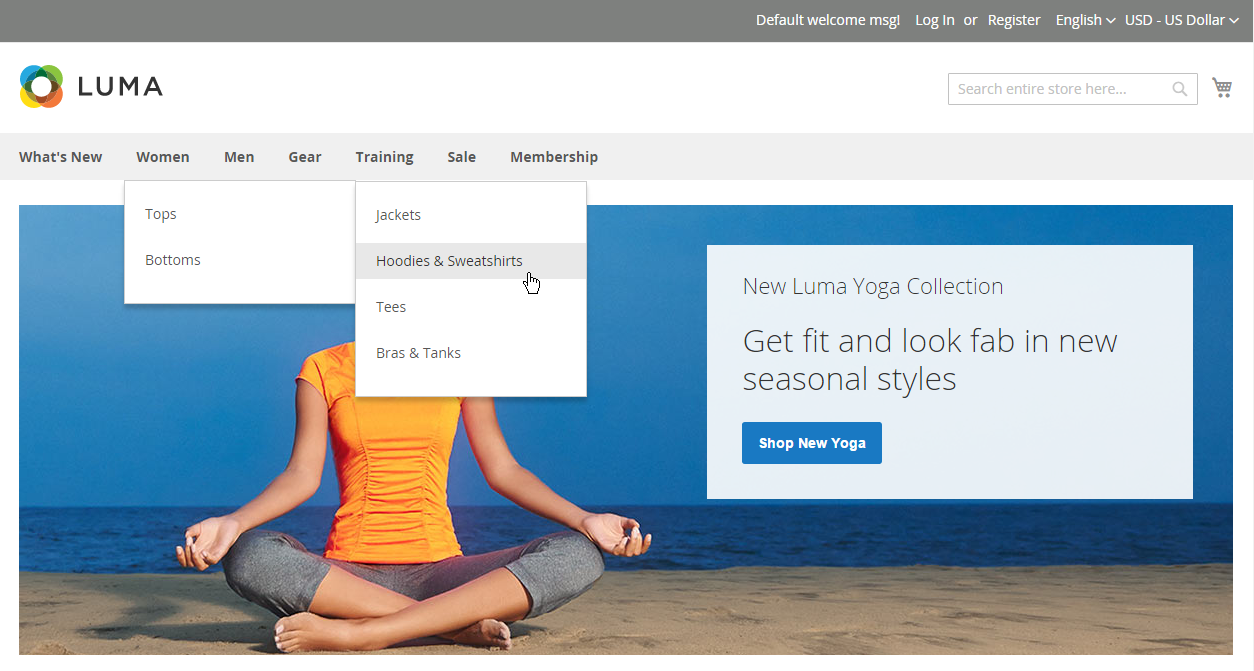 Default welcome msg! Log In or Register English USD - US Dollar
LUMA
Search entire store here...
What's New Women Men Gear Training Sale Membership
Tops
Bottoms
Jackets
Hoodies & Sweatshirts
Tees
Bras & Tanks
New Luma Yoga Collection
Get fit and look fab in new
seasonal styles
Shop New Yoga